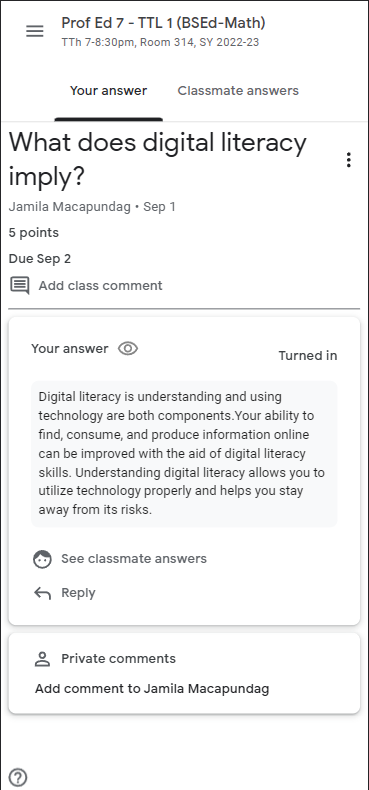 Prof Ed 7 - TTL 1 (BSEd-Math)
TTh 7-8:30pm, Room 314, SY 2022-23
Your answer
Classmate answers
What does digital literacy
imply?
Jamila Macapundag • Sep 1
5 points
Due Sep 2
Add class comment
Your answer
Turned in
Digital literacy is understanding and using
technology are both components.Your ability to
find, consume, and produce information online
can be improved with the aid of digital literacy
skills. Understanding digital literacy allows you to
utilize technology properly and helps you stay
away from its risks.
See classmate answers
Reply
Private comments
Add comment to Jamila Macapundag